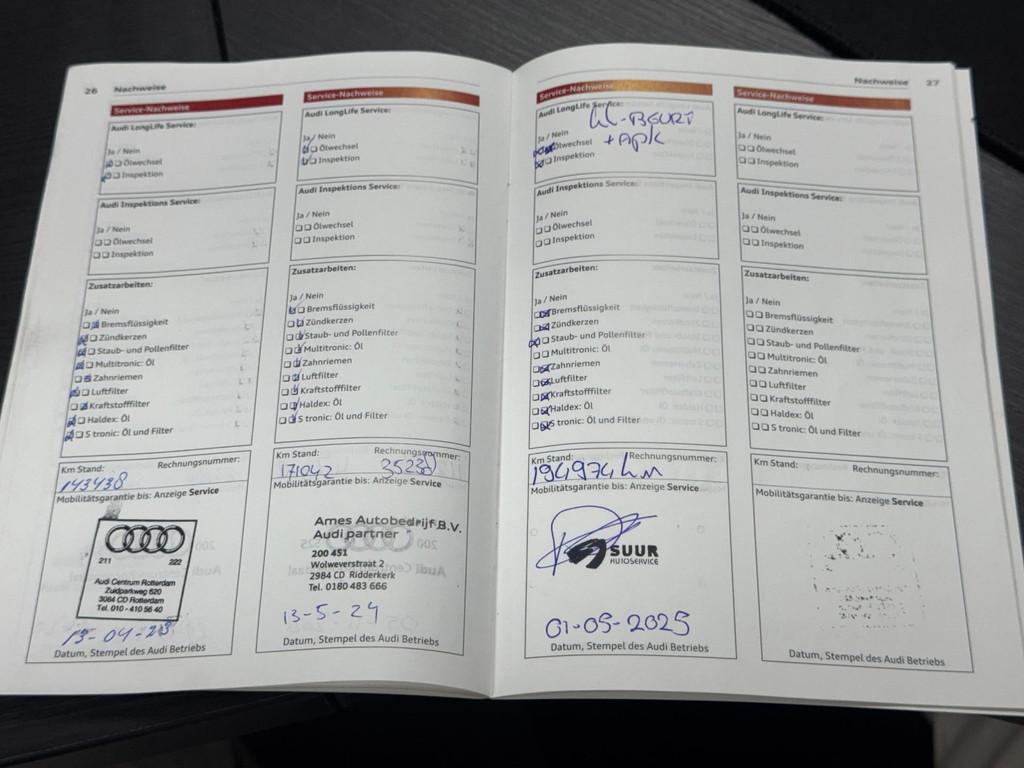 26 Nachweise
Service-Nachweise
Audi LongLife Service:
Ja / Nein
Ölwechsel
Inspektion
Audi Inspektions Service:
Ja / Nein
Ölwechsel
Inspektion
Zusatzarbeiten:
Ja / Nein
Bremsflüssigkeit
Zündkerzen
Staub- und Pollenfilter
Multitronic: Öl
Zahnriemen
Luftfilter
Kraftstofffilter
Haldex: Öl
S tronic: Öl und Filter
Km Stand: Rechnungsnummer:
143438
Mobilitätsgarantie bis: Anzeige Service
211 222
Audi Centrum Rotterdam
Zuidparkweg 620
3084 CD Rotterdam
Tel. 010 - 410 56 40
13-04-23
Datum, Stempel des Audi Betriebs
Service-Nachweise
Audi LongLife Service:
Ja / Nein
Ölwechsel
Inspektion
Audi Inspektions Service:
Ja / Nein
Ölwechsel
Inspektion
Zusatzarbeiten:
Ja / Nein
Bremsflüssigkeit
Zündkerzen
Staub- und Pollenfilter
Multitronic: Öl
Zahnriemen
Luftfilter
Kraftstofffilter
Haldex: Öl
S tronic: Öl und Filter
Km Stand: Rechnungsnummer:
171042
Mobilitätsgarantie bis: Anzeige Service
Ames Autobedrijf B.V.
Audi partner
200 451
Wolweverstraat 2
2984 CD Ridderkerk
Tel. 0180 483 666
13-5-24
Datum, Stempel des Audi Betriebs
Nachweise 27
Service-Nachweise
Audi LongLife Service:
-BEURT
Ja / Nein
+ APK
Ölwechsel
Inspektion
Audi Inspektions Service:
Ja / Nein
Ölwechsel
Inspektion
Zusatzarbeiten:
Ja / Nein
Bremsflüssigkeit
Zündkerzen
Staub- und Pollenfilter
Multitronic: Öl
Zahnriemen
Luftfilter
Kraftstofffilter
Haldex: Öl
S tronic: Öl und Filter
Km Stand: Rechnungsnummer:
194974 km
Mobilitätsgarantie bis: Anzeige Service
SUUR
AUTOSERVICE
01-05-2025
Datum, Stempel des Audi Betriebs
Service-Nachweise
Audi LongLife Service:
Ja / Nein
Ölwechsel
Inspektion
Audi Inspektions Service:
Ja / Nein
Ölwechsel
Inspektion
Zusatzarbeiten:
Ja / Nein
Bremsflüssigkeit
Zündkerzen
Staub- und Pollenfilter
Multitronic: Öl
Zahnriemen
Luftfilter
Kraftstofffilter
Haldex: Öl
S tronic: Öl und Filter
Km Stand: Rechnungsnummer:
Mobilitätsgarantie bis: Anzeige Service
Datum, Stempel des Audi Betriebs